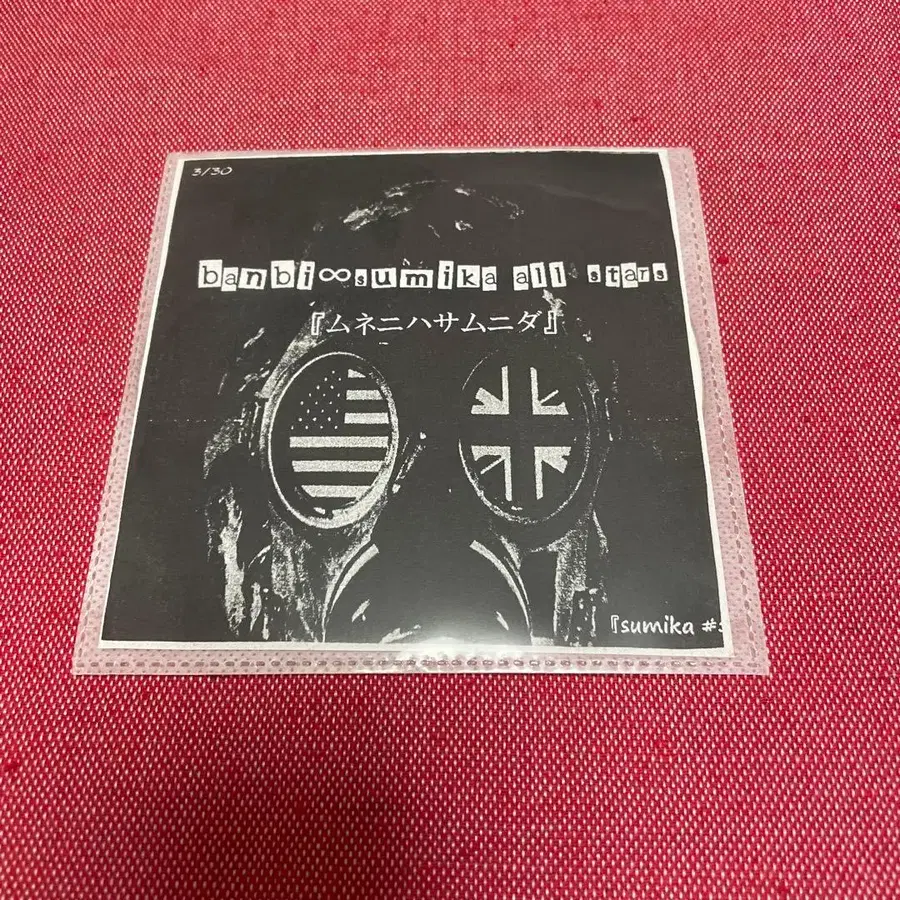 3/30
banbi∞sumika all stars
『ムネニハサムニダ』
『sumika #